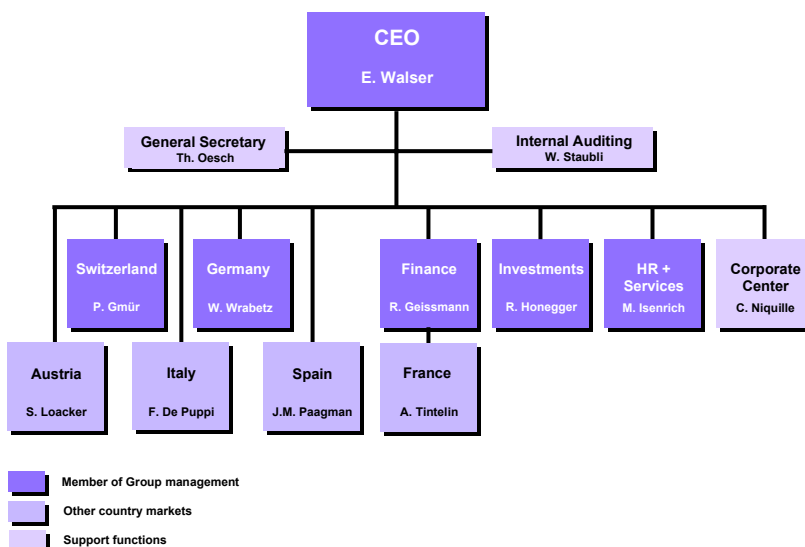 CEO
E. Walser
General Secretary
Th. Oesch
Internal Auditing
W. Staubli
Switzerland
P. Gmür
Germany
W. Wrabetz
Finance
R. Geissmann
Investments
R. Honegger
HR +
Services
M. Isenrich
Corporate
Center
C. Niquille
Austria
S. Loacker
Italy
F. De Puppi
Spain
J.M. Paagman
France
A. Tintelin
Member of Group management
Other country markets
Support functions